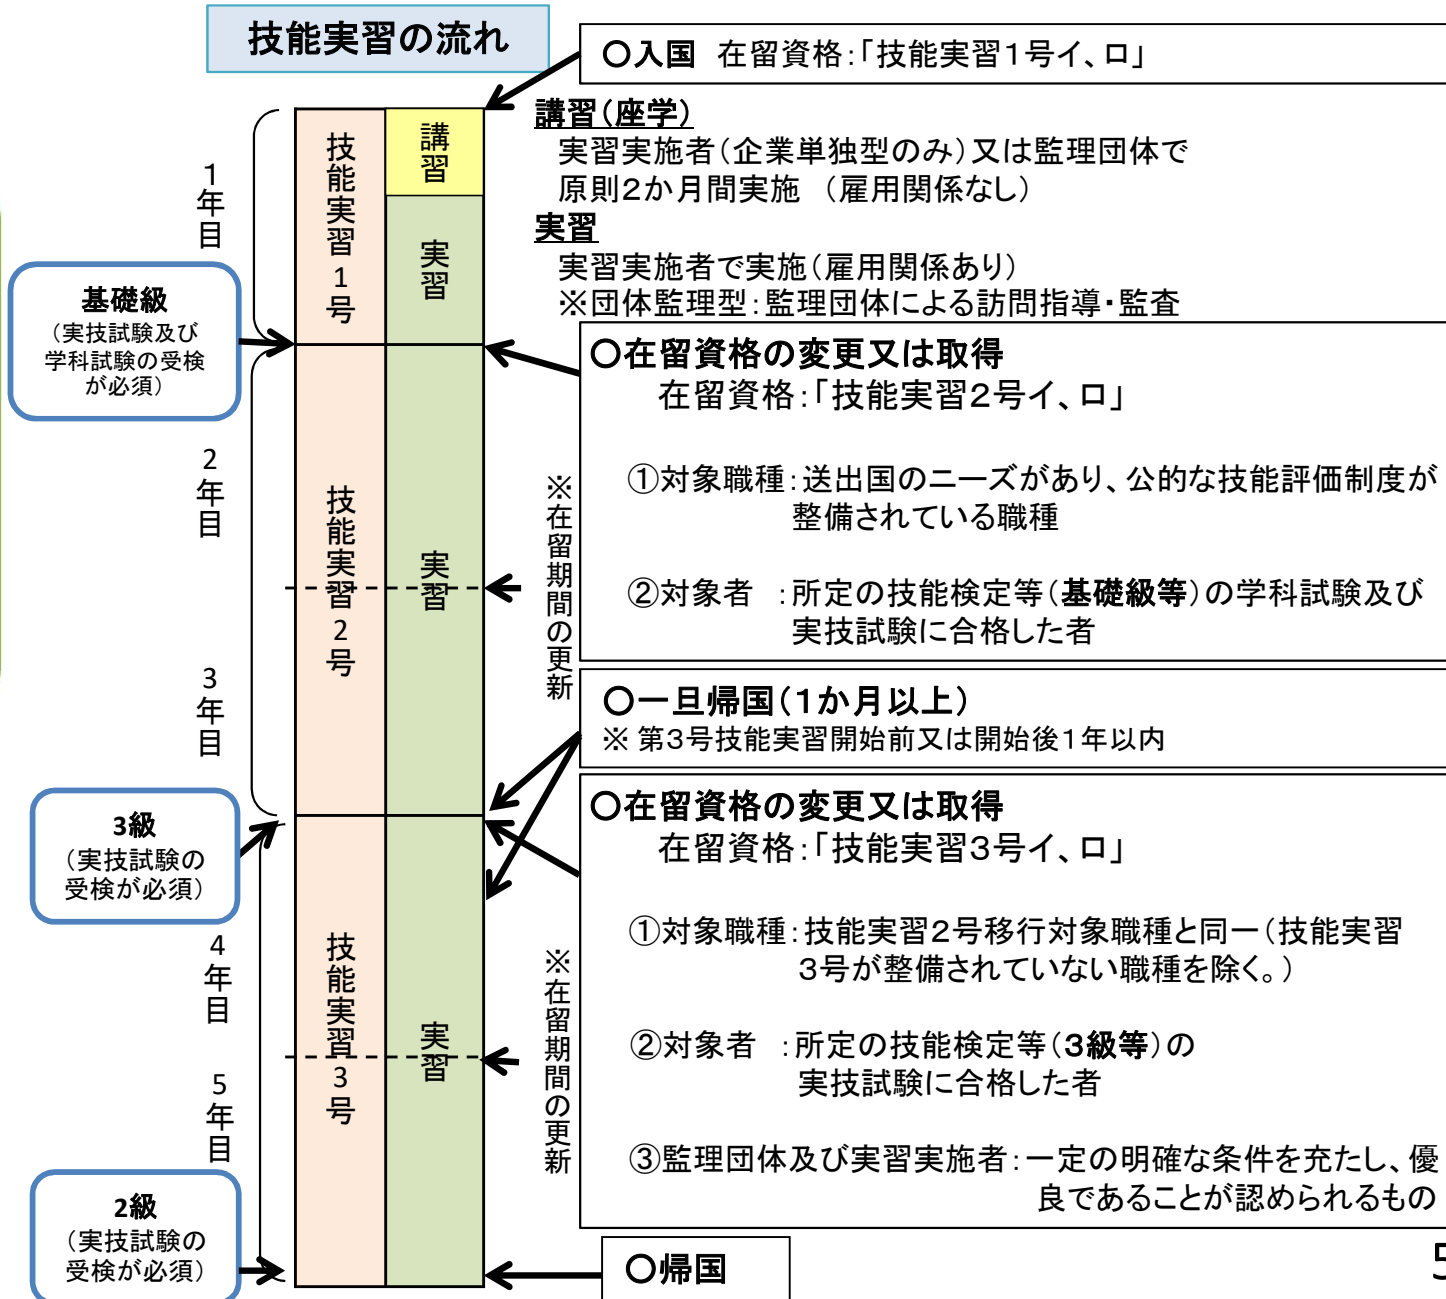 技能実習の流れ
○入国 在留資格：「技能実習１号イ、ロ」
講習（座学）
実習実施者（企業単独型のみ）又は監理団体で
原則２か月間実施 （雇用関係なし）
実習
実習実施者で実施（雇用関係あり）
※団体監理型：監理団体による訪問指導・監査
1年目
技能実習1号
講習
実習
基礎級
（実技試験及び
学科試験の受検
が必須）
○在留資格の変更又は取得
在留資格：「技能実習２号イ、ロ」
①対象職種：送出国のニーズがあり、公的な技能評価制度が
整備されている職種
②対象者 ：所定の技能検定等（基礎級等）の学科試験及び
実技試験に合格した者
2年目
技能実習2号
実習
※在留期間の更新
3年目
○一旦帰国（１か月以上）
※ 第３号技能実習開始前又は開始後１年以内
3級
（実技試験の
受検が必須）
○在留資格の変更又は取得
在留資格：「技能実習３号イ、ロ」
①対象職種：技能実習２号移行対象職種と同一（技能実習
３号が整備されていない職種を除く。）
②対象者 ：所定の技能検定等（３級等）の
実技試験に合格した者
③監理団体及び実習実施者：一定の明確な条件を充たし、優
良であることが認められるもの
4年目
技能実習3号
実習
※在留期間の更新
5年目
2級
（実技試験の
受検が必須）
○帰国
5